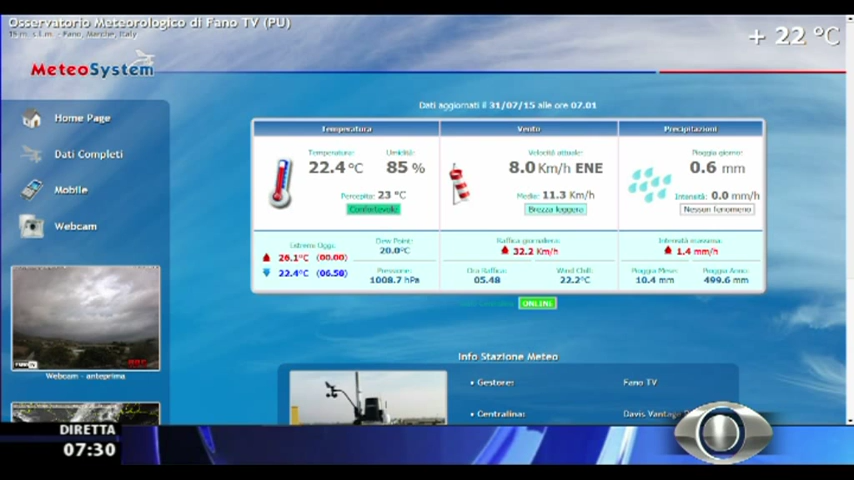 Osservatorio Meteorologico di Fano TV (PU)
15 m. s.l.m. - Fano, Marche, Italy
+ 22 °C
MeteoSystem
Dati aggiornati il 31/07/15 alle ore 07.01
Home Page
Dati Completi
Mobile
Webcam
Temperatura Vento Precipitazioni
Temperatura: Umidità: Velocità attuale: Pioggia giorno:
22.4 °C 85 % 8.0 Km/h ENE 0.6 mm
Percepita: 23 °C Media: 11.3 Km/h Intensità: 0.0 mm/h
Confortevole Brezza leggera Nessun fenomeno
Estremi Oggi: Dew Point: Raffica giornaliera: Intensità massima:
26.1°C (00.00) 20.0°C 32.2 Km/h 1.4 mm/h
22.4°C (06.50) Pressione: Ora Raffica: Wind Chill: Pioggia Mese: Pioggia Anno:
1008.7 hPa 05.48 22.2°C 10.4 mm 499.6 mm
ONLINE
Webcam - anteprima
Info Stazione Meteo
• Gestore: Fano TV
• Centralina: Davis Vantage
DIRETTA
07:30